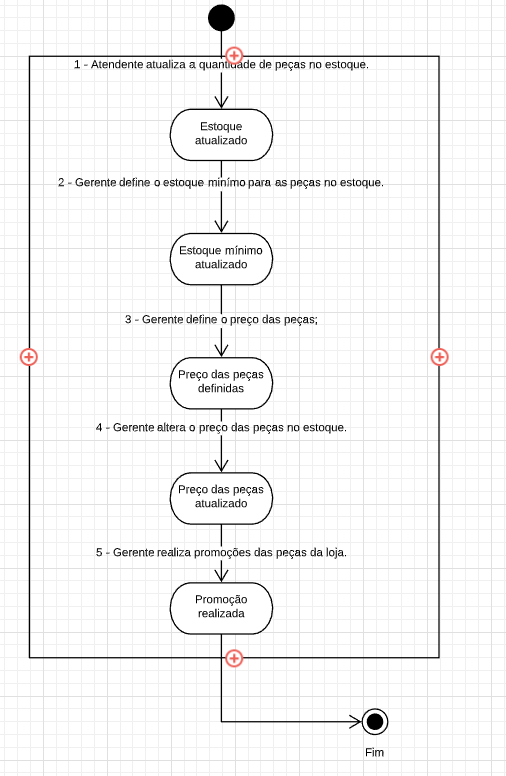 1 - Atendente atualiza a quantidade de peças no estoque.
Estoque
atualizado
2 - Gerente define o estoque minímo para as peças no estoque.
Estoque mínimo
atualizado
3 - Gerente define o preço das peças;
Preço das peças
definidas
4 - Gerente altera o preço das peças no estoque.
Preço das peças
atualizado
5 - Gerente realiza promoções das peças da loja.
Promoção
realizada
Fim